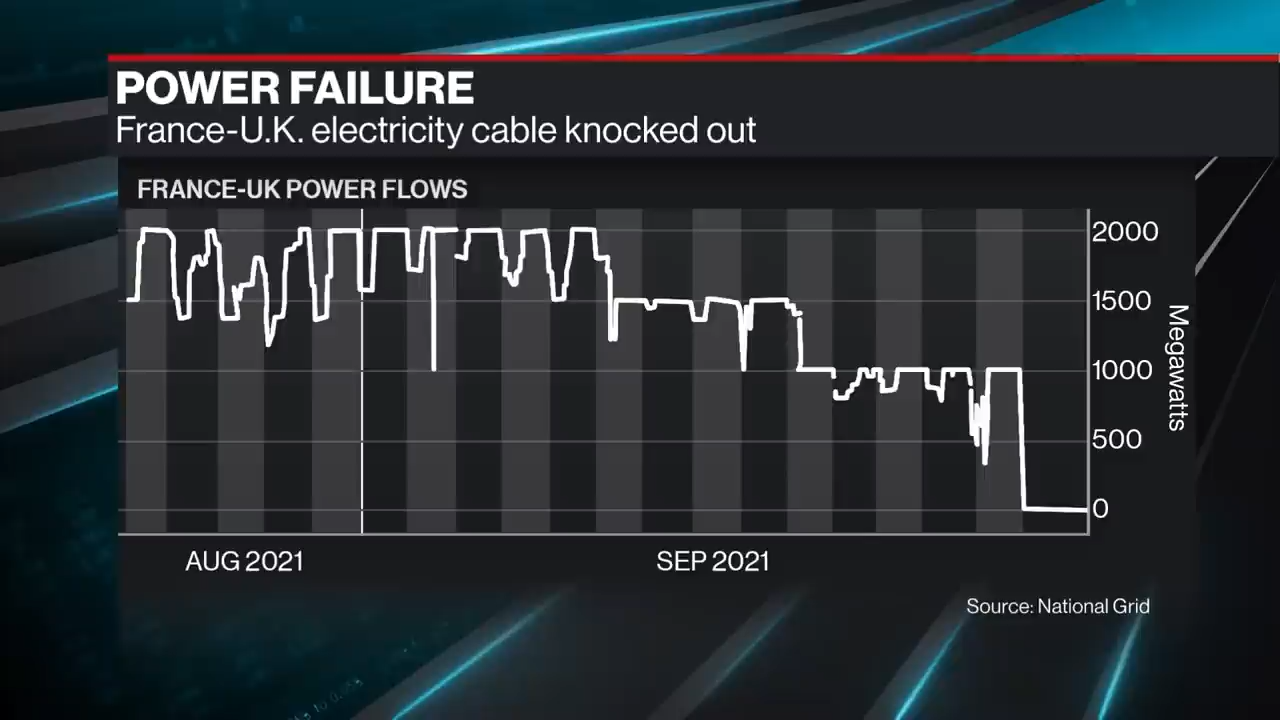 POWER FAILURE
France-U.K. electricity cable knocked out
FRANCE-UK POWER FLOWS
2000
1500
1000
500
0
Megawatts
AUG 2021
SEP 2021
Source: National Grid